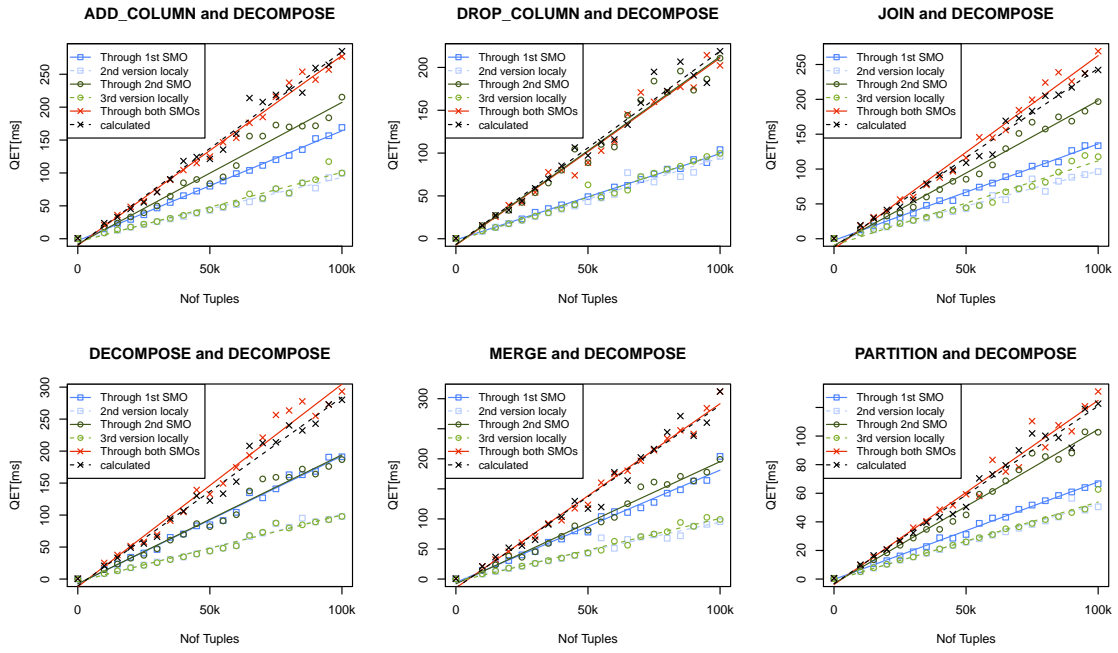 ADD_COLUMN and DECOMPOSE
QET[ms]
250
200
150
100
50
0
Through 1st SMO
2nd version localy
Through 2nd SMO
3rd version locally
Through both SMOs
calculated
0
50k
100k
Nof Tuples
DROP_COLUMN and DECOMPOSE
QET[ms]
200
150
100
50
0
Through 1st SMO
2nd version localy
Through 2nd SMO
3rd version locally
Through both SMOs
calculated
0
50k
100k
Nof Tuples
JOIN and DECOMPOSE
QET[ms]
250
200
150
100
50
0
Through 1st SMO
2nd version localy
Through 2nd SMO
3rd version locally
Through both SMOs
calculated
0
50k
100k
Nof Tuples
DECOMPOSE and DECOMPOSE
QET[ms]
300
250
200
150
100
50
0
Through 1st SMO
2nd version localy
Through 2nd SMO
3rd version locally
Through both SMOs
calculated
0
50k
100k
Nof Tuples
MERGE and DECOMPOSE
QET[ms]
300
200
100
0
Through 1st SMO
2nd version localy
Through 2nd SMO
3rd version locally
Through both SMOs
calculated
0
50k
100k
Nof Tuples
PARTITION and DECOMPOSE
QET[ms]
120
100
80
60
40
20
0
Through 1st SMO
2nd version localy
Through 2nd SMO
3rd version locally
Through both SMOs
calculated
0
50k
100k
Nof Tuples